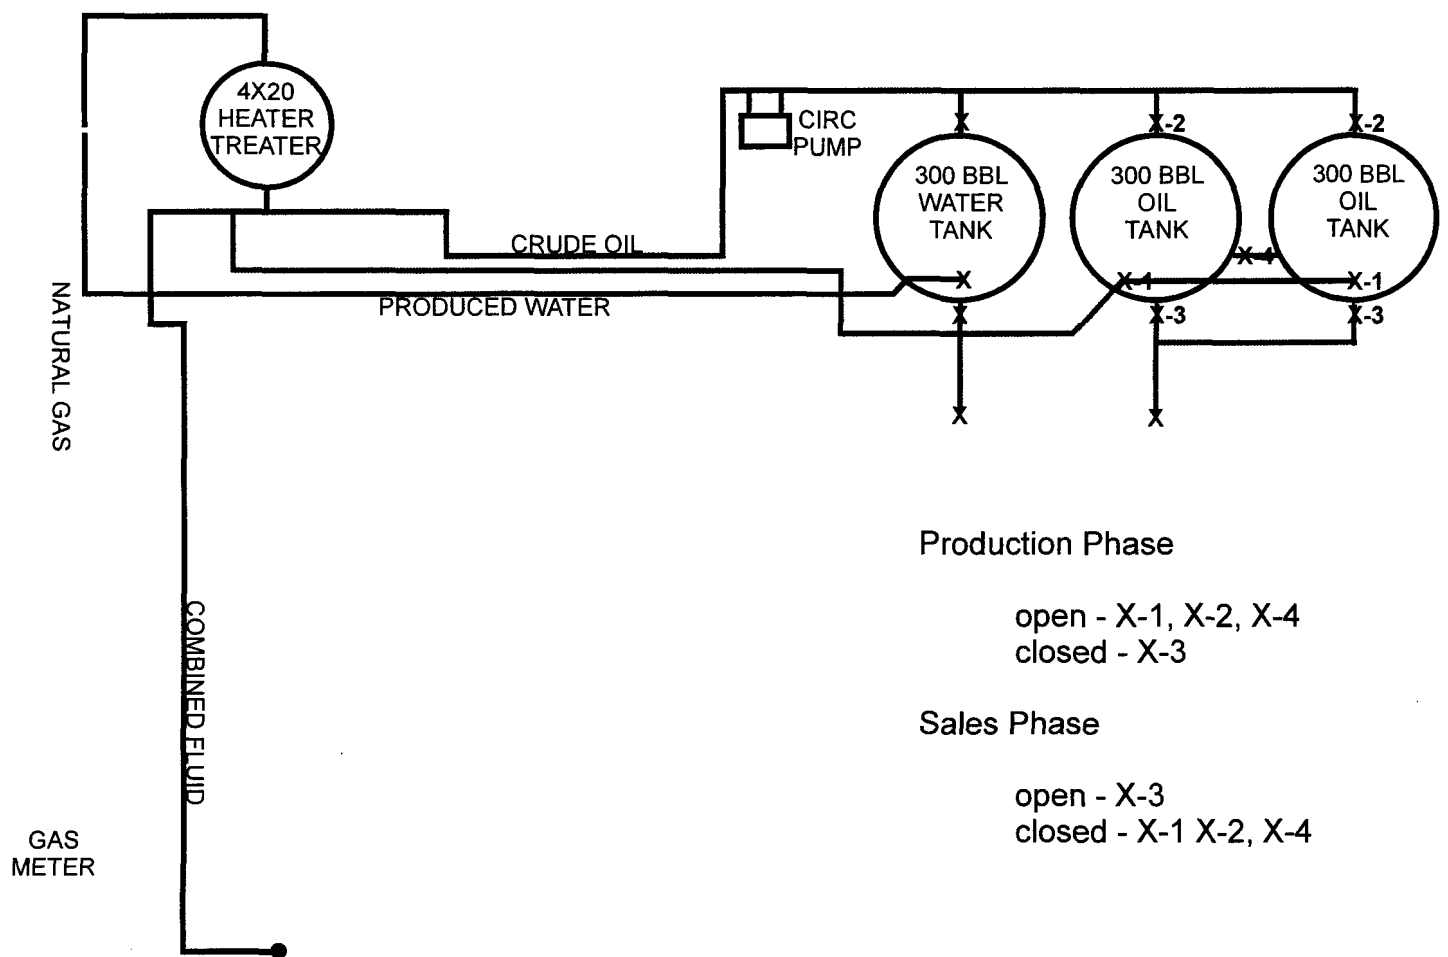 4X20
HEATER
TREATER
CIRC
PUMP
X
X-2
X-2
300 BBL
WATER
TANK
300 BBL
OIL
TANK
300 BBL
OIL
TANK
CRUDE OIL
X-4
X
X-1
X-1
PRODUCED WATER
X
X-3
X-3
NATURAL GAS
X
X
Production Phase
open - X-1, X-2, X-4
closed - X-3
COMBINED FLUID
Sales Phase
open - X-3
closed - X-1 X-2, X-4
GAS
METER